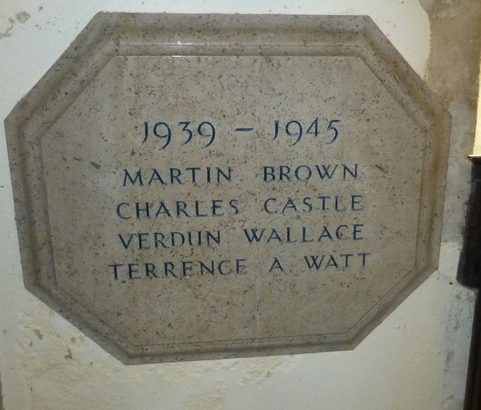 1939 - 1945
MARTIN BROWN
CHARLES CASTLE
VERDUN WALLACE
TERRENCE A. WATT